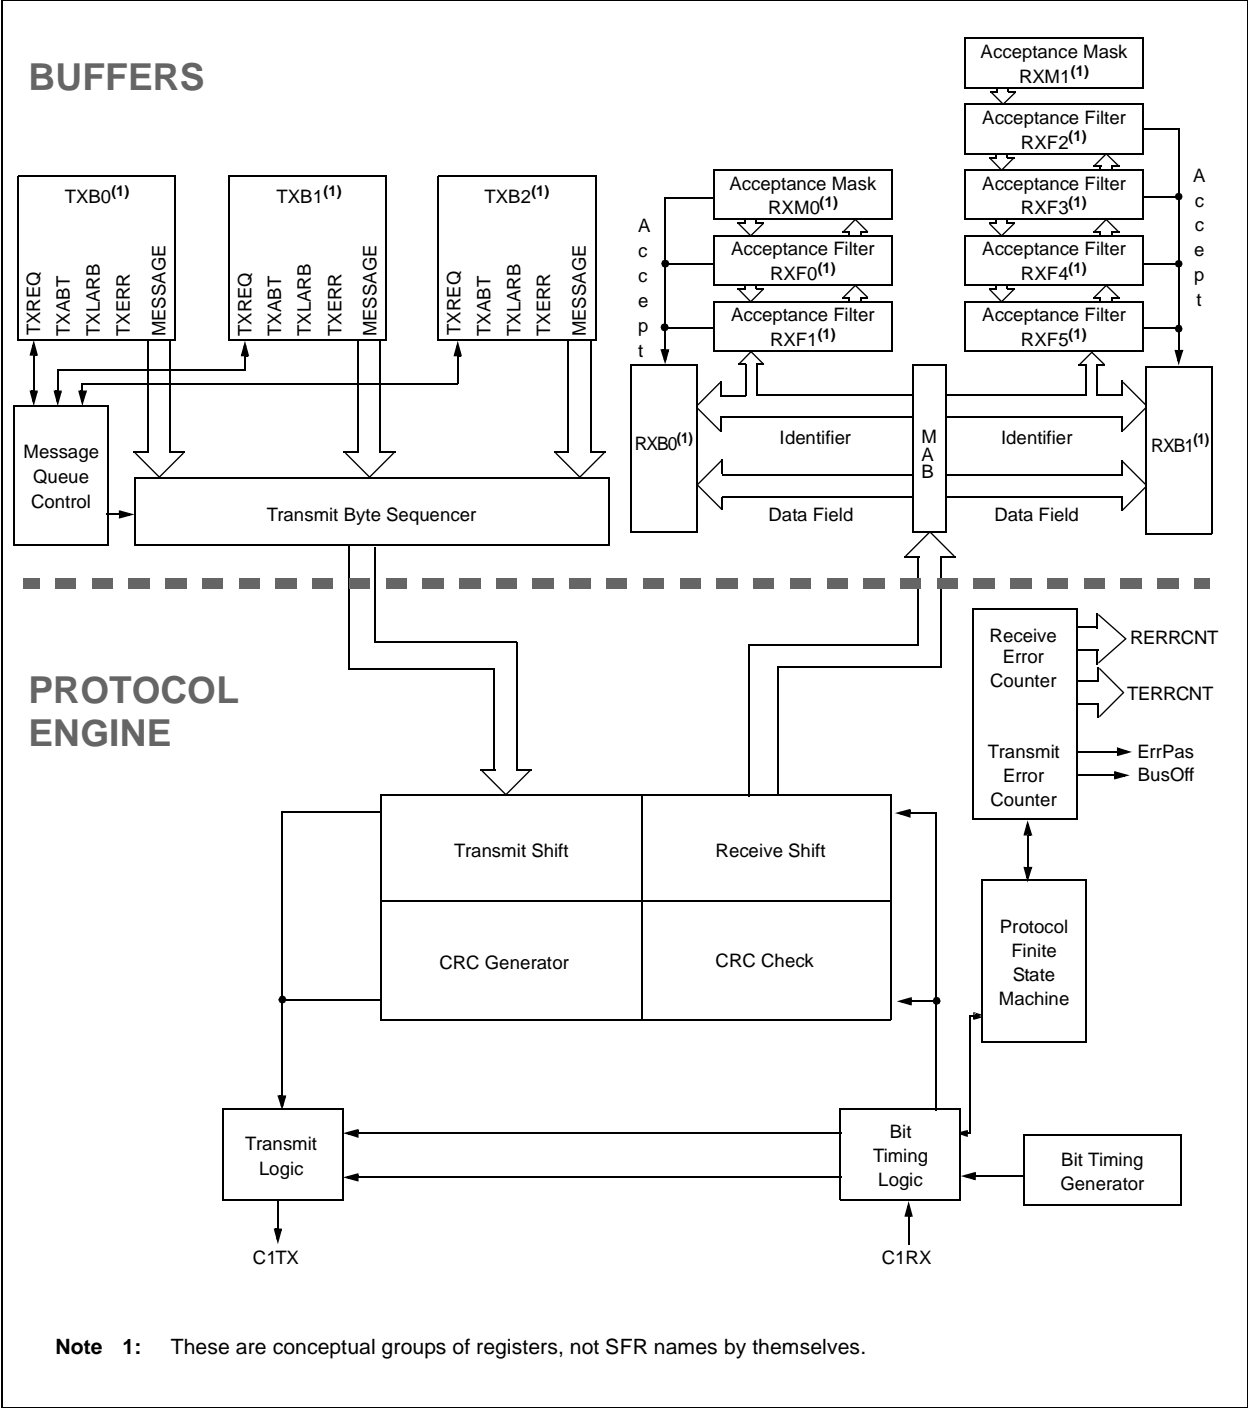 BUFFERS
Acceptance Mask
RXM1(1)
Acceptance Filter
RXF2(1)
Acceptance Filter
RXF3(1)
Acceptance Filter
RXF4(1)
Acceptance Filter
RXF5(1)
Accept
Acceptance Mask
RXM0(1)
Acceptance Filter
RXF0(1)
Acceptance Filter
RXF1(1)
Accept
TXB0(1)
TXREQ
TXABT
TXLARB
TXERR
MESSAGE
TXB1(1)
TXREQ
TXABT
TXLARB
TXERR
MESSAGE
TXB2(1)
TXREQ
TXABT
TXLARB
TXERR
MESSAGE
Message
Queue
Control
Transmit Byte Sequencer
RXB0(1)
Identifier
Data Field
MAB
Identifier
Data Field
RXB1(1)
PROTOCOL
ENGINE
Receive
Error
Counter
Transmit
Error
Counter
RERRCNT
TERRCNT
ErrPas
BusOff
Transmit Shift
Receive Shift
CRC Generator
CRC Check
Protocol
Finite
State
Machine
Transmit
Logic
Bit
Timing
Logic
Bit Timing
Generator
C1TX
C1RX
Note 1: These are conceptual groups of registers, not SFR names by themselves.